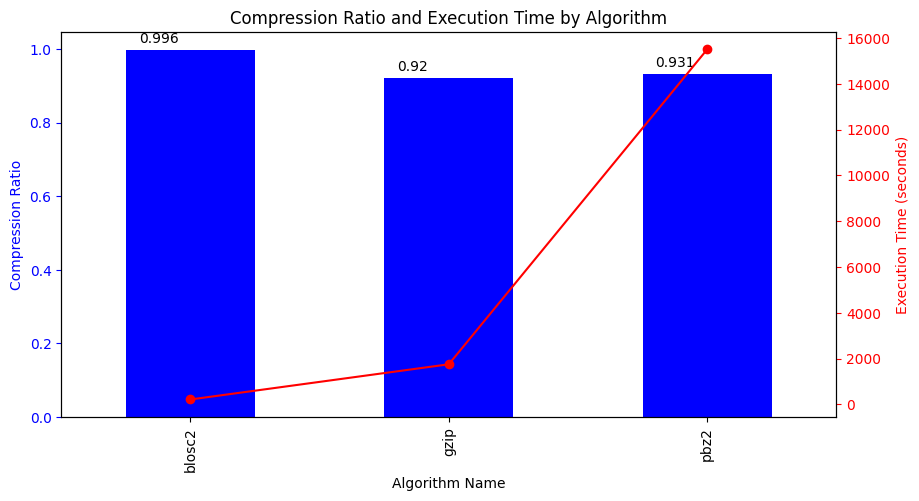 Compression Ratio and Execution Time by Algorithm
0.996
0.92
0.931
1.0
0.8
0.6
0.4
0.2
0.0
Compression Ratio
16000
14000
12000
10000
8000
6000
4000
2000
0
Execution Time (seconds)
blosc2
gzip
pbz2
Algorithm Name